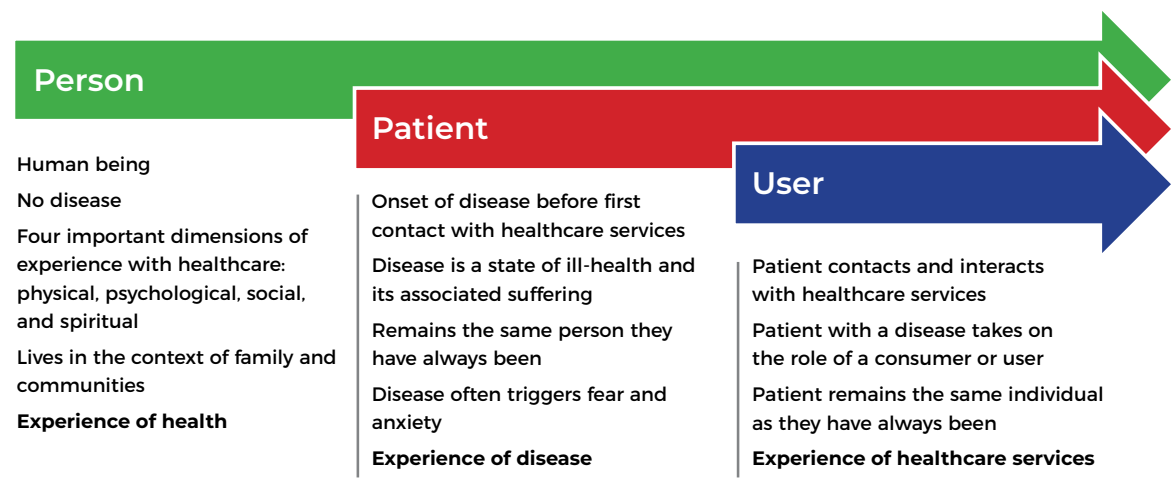 Person
Human being
No disease
Four important dimensions of
experience with healthcare:
physical, psychological, social,
and spiritual
Lives in the context of family and
communities
Experience of health
Patient
Onset of disease before first
contact with healthcare services
Disease is a state of ill-health and
its associated suffering
Remains the same person they
have always been
Disease often triggers fear and
anxiety
Experience of disease
User
Patient contacts and interacts
with healthcare services
Patient with a disease takes on
the role of a consumer or user
Patient remains the same individual
as they have always been
Experience of healthcare services